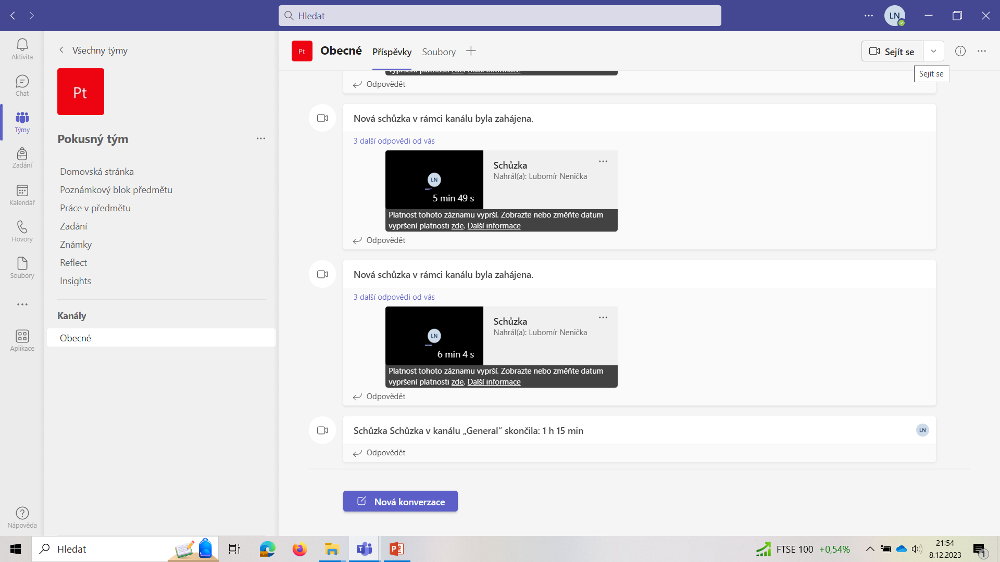 Hledat
LN
Aktivita
Chat
Týmy
Zadání
Kalendář
Hovory
Soubory
Aplikace
Nápověda
Všechny týmy
Pt
Pokusný tým
Domovská stránka
Poznámkový blok předmětu
Práce v předmětu
Zadání
Známky
Reflect
Insights
Kanály
Obecné
Pt
Obecné
Příspěvky
Soubory
Sejít se
Sejít se
vypršení platnosti zde. Další informace
Odpovědět
Nová schůzka v rámci kanálu byla zahájena.
3 další odpovědi od vás
LN
5 min 49 s
Schůzka
Nahrál(a): Lubomír Nenička
Platnost tohoto záznamu vyprší. Zobrazte nebo změňte datum
vypršení platnosti zde. Další informace
Odpovědět
Nová schůzka v rámci kanálu byla zahájena.
3 další odpovědi od vás
LN
6 min 4 s
Schůzka
Nahrál(a): Lubomír Nenička
Platnost tohoto záznamu vyprší. Zobrazte nebo změňte datum
vypršení platnosti zde. Další informace
Odpovědět
Schůzka Schůzka v kanálu „General“ skončila: 1 h 15 min
LN
Odpovědět
Nová konverzace
Hledat
FTSE 100 +0,54%
21:54
8.12.2023
1